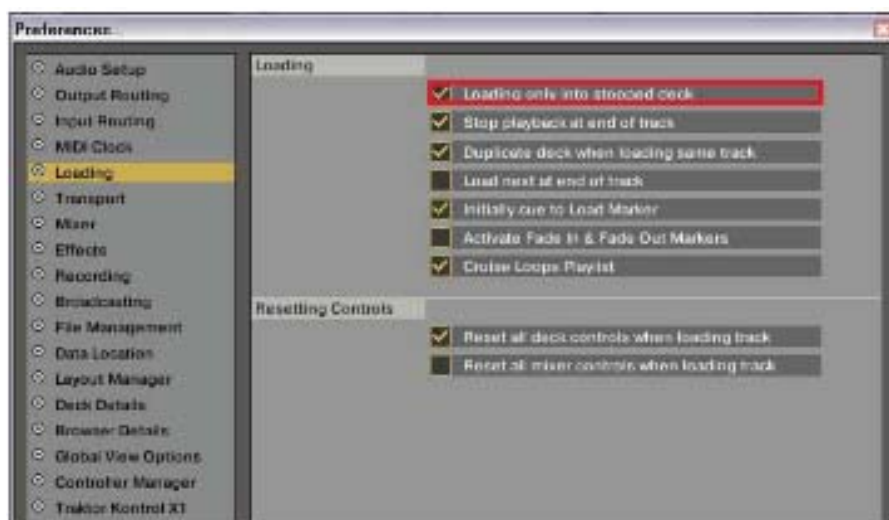 Preferences...
Audio Setup
Output Routing
Input Routing
MIDI Clock
Loading
Transport
Mixer
Effects
Recording
Broadcasting
File Management
Data Location
Layout Manager
Deck Details
Browser Details
Global View Options
Controller Manager
Traktor Kontrol X1
Loading
Loading only into stopped deck
Stop playback at end of track
Duplicate deck when loading same track
Load next at end of track
Initially cue to Load Marker
Activate Fade In & Fade Out Markers
Cruise Loops Playlist
Resetting Controls
Reset all deck controls when loading track
Reset all mixer controls when loading track